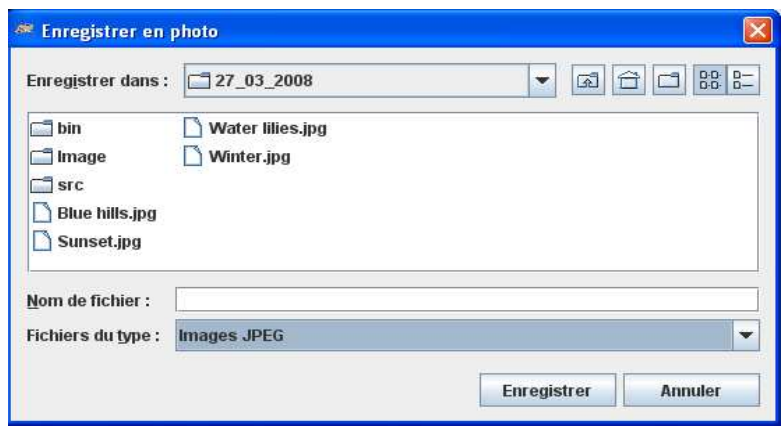 Enregistrer en photo
Enregistrer dans : 27_03_2008
bin
Image
src
Blue hills.jpg
Sunset.jpg
Water lilies.jpg
Winter.jpg
Nom de fichier :
Fichiers du type : Images JPEG
Enregistrer Annuler